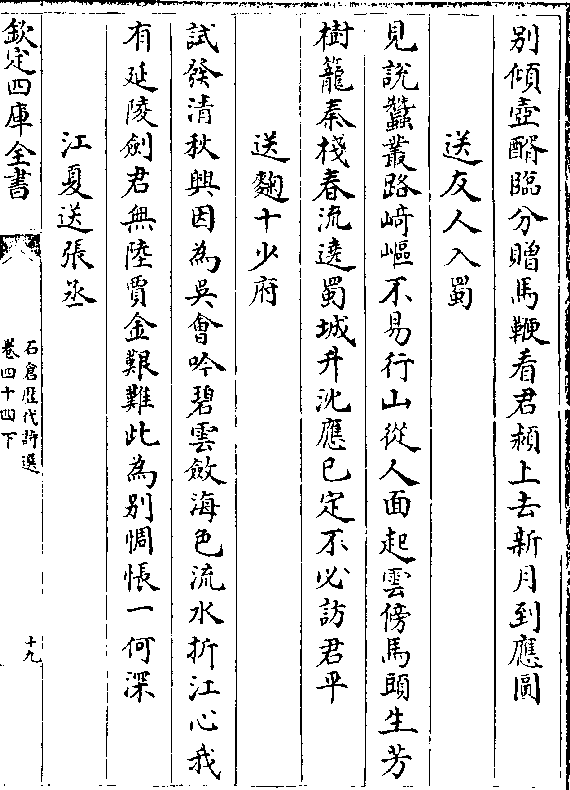 別傾壺醑臨分贈馬鞭看君潁上去新月到應圓
送友人入蜀
見說蠶叢路﨑嶇不易行山從人面起雲傍馬頭生芳
樹籠秦棧春流遶蜀城升沈應已定不必訪君平
送麴十少府
試發清秋興因為吳會吟碧雲斂海色流水折江心我
有延陵劍君無陸賈金艱難此為別惆悵一何深
江夏送張丞
欽定四庫全書
石倉歷代詩選
卷四十四下
十九